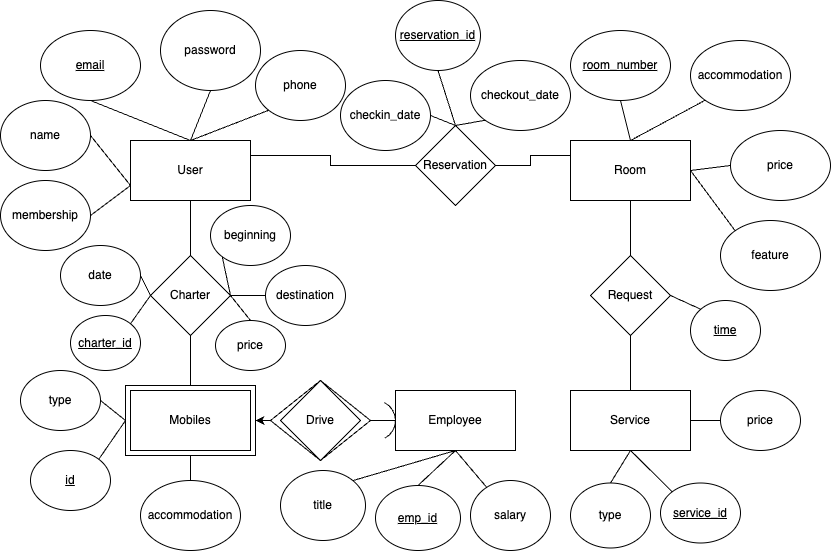 reservation_id
password
email
room_number
accommodation
phone
checkout_date
checkin_date
name
User
Reservation
Room
price
membership
beginning
feature
date
Charter
destination
Request
time
charter_id
price
type
Mobiles
Drive
Employee
Service
price
id
accommodation
title
emp_id
salary
type
service_id